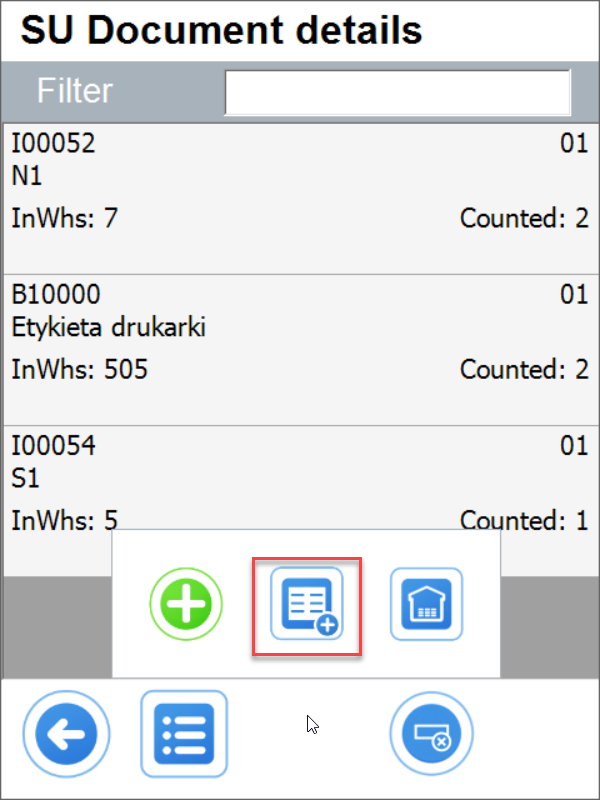 SU Document details
Filter
I00052 01
N1
InWhs: 7 Counted: 2
B10000 01
Etykieta drukarki
InWhs: 505 Counted: 2
I00054 01
S1
InWhs: 5 Counted: 1